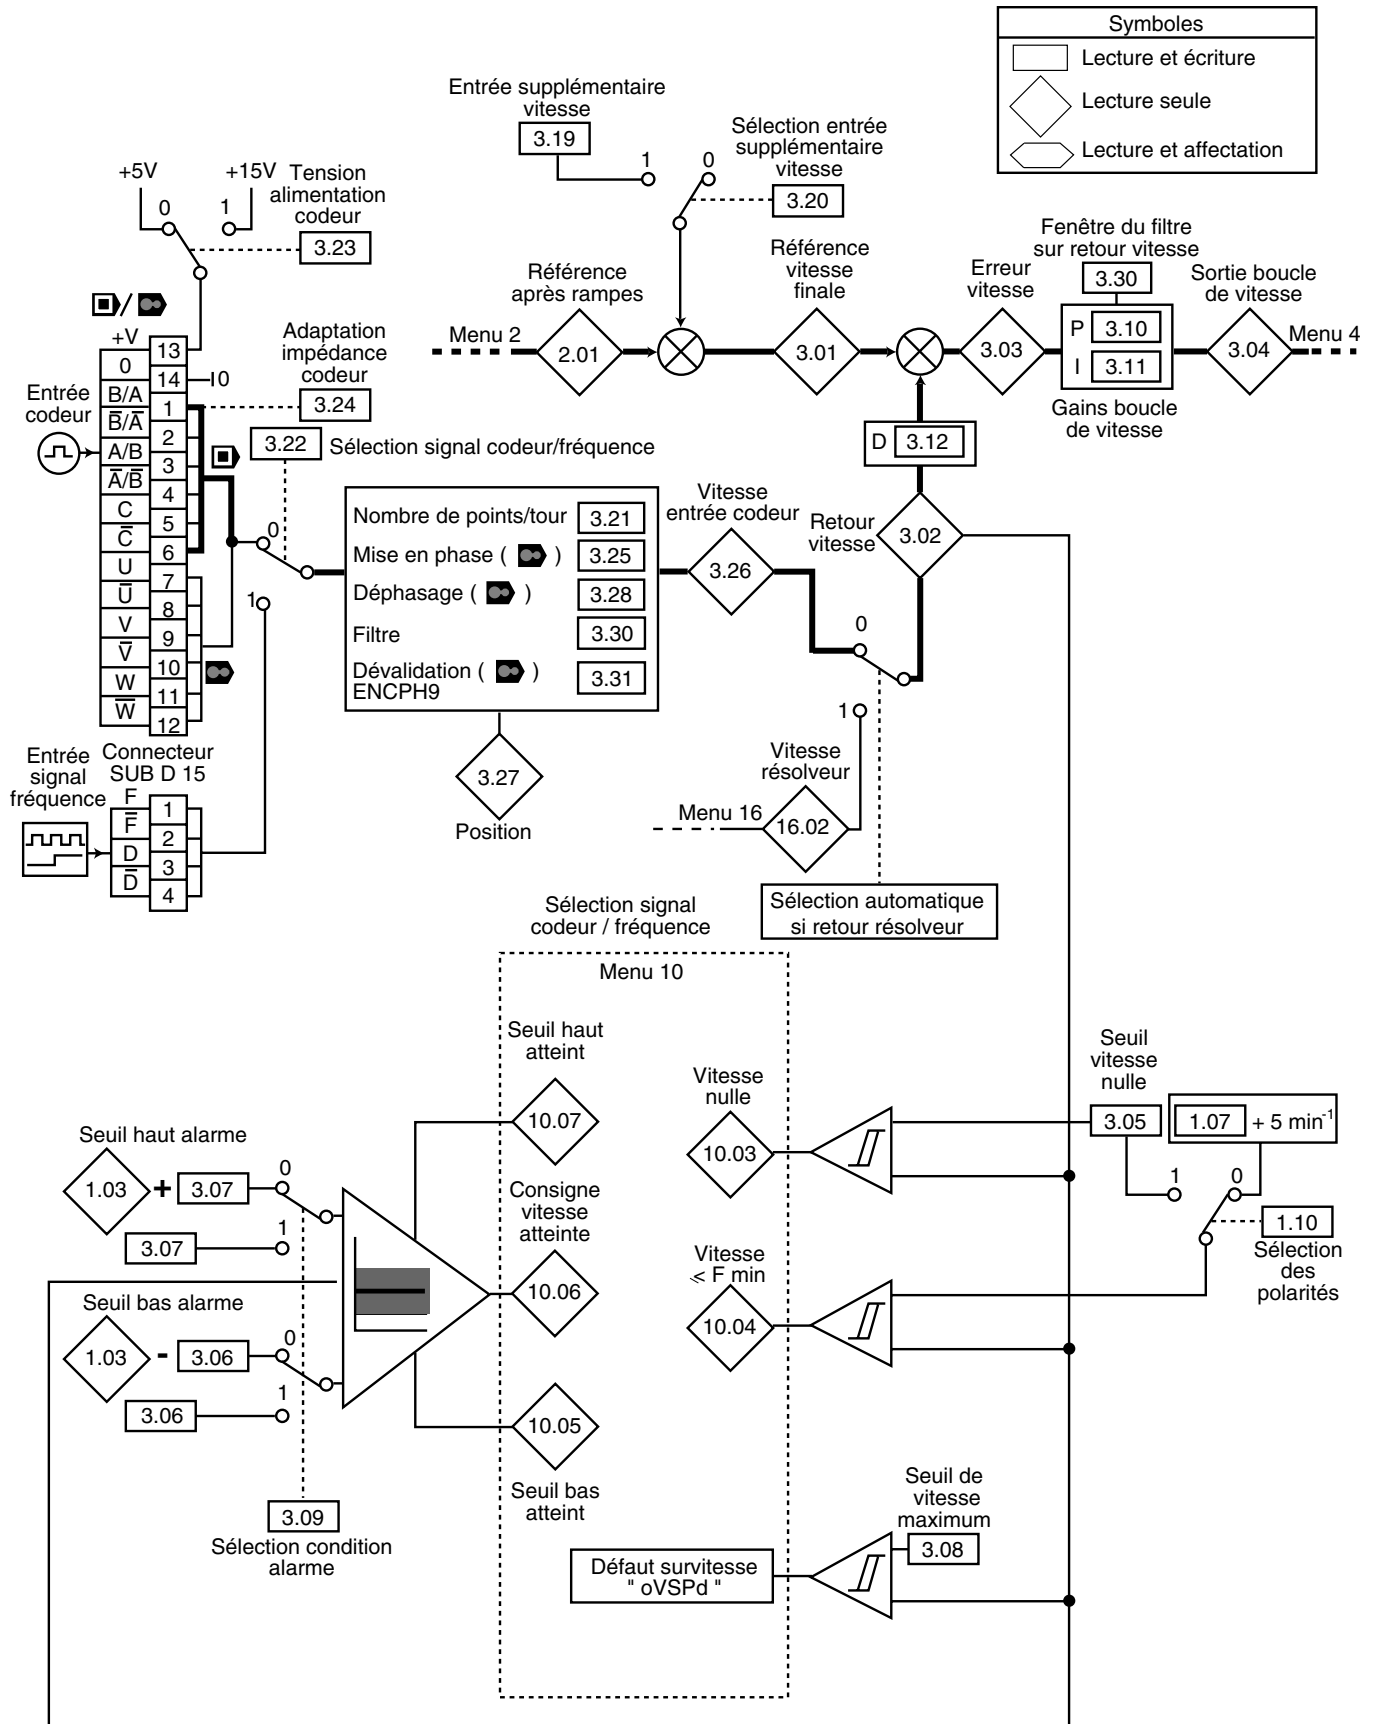 Symboles
Lecture et écriture
Lecture seule
Lecture et affectation
Entrée supplémentaire
vitesse
3.19
1
0
Sélection entrée
supplémentaire
vitesse
3.20
+5V
+15V
0
1
Tension
alimentation
codeur
3.23
Référence
après rampes
Menu 2
2.01
Référence
vitesse
finale
3.01
Erreur
vitesse
3.03
Fenêtre du filtre
sur retour vitesse
3.30
P
3.10
I
3.11
Gains boucle
de vitesse
Sortie boucle
de vitesse
3.04
Menu 4
D
3.12
/
Adaptation
impédance
codeur
3.24
Entrée
codeur
+V
13
0
14
0
B/A
1
B̅/A̅
2
A/B
3
A̅/B̅
4
C
5
C̅
6
U
7
U̅
8
V
9
V̅
10
W
11
W̅
12
3.22
Sélection signal codeur/fréquence
0
1
Nombre de points/tour
3.21
Mise en phase ( )
3.25
Déphasage ( )
3.28
Filtre
3.30
Dévalidation ( )
ENCPH9
3.31
3.27
Position
Vitesse
entrée codeur
3.26
Retour
vitesse
3.02
0
1
Vitesse
résolveur
Menu 16
16.02
Sélection automatique
si retour résolveur
Entrée
signal
fréquence
Connecteur
SUB D 15
F
1
F̅
2
D
3
D̅
4
Sélection signal
codeur / fréquence
Menu 10
Seuil haut
atteint
10.07
Consigne
vitesse
atteinte
10.06
10.05
Seuil bas
atteint
Vitesse
nulle
10.03
Vitesse
⩽ F min
10.04
Seuil
vitesse
nulle
3.05
1.07 + 5 min⁻¹
1
0
1.10
Sélection
des
polarités
Seuil haut alarme
1.03 + 3.07
0
1
3.07
Seuil bas alarme
1.03 - 3.06
0
1
3.06
3.09
Sélection condition
alarme
Seuil de
vitesse
maximum
3.08
Défaut survitesse
" oVSPd "